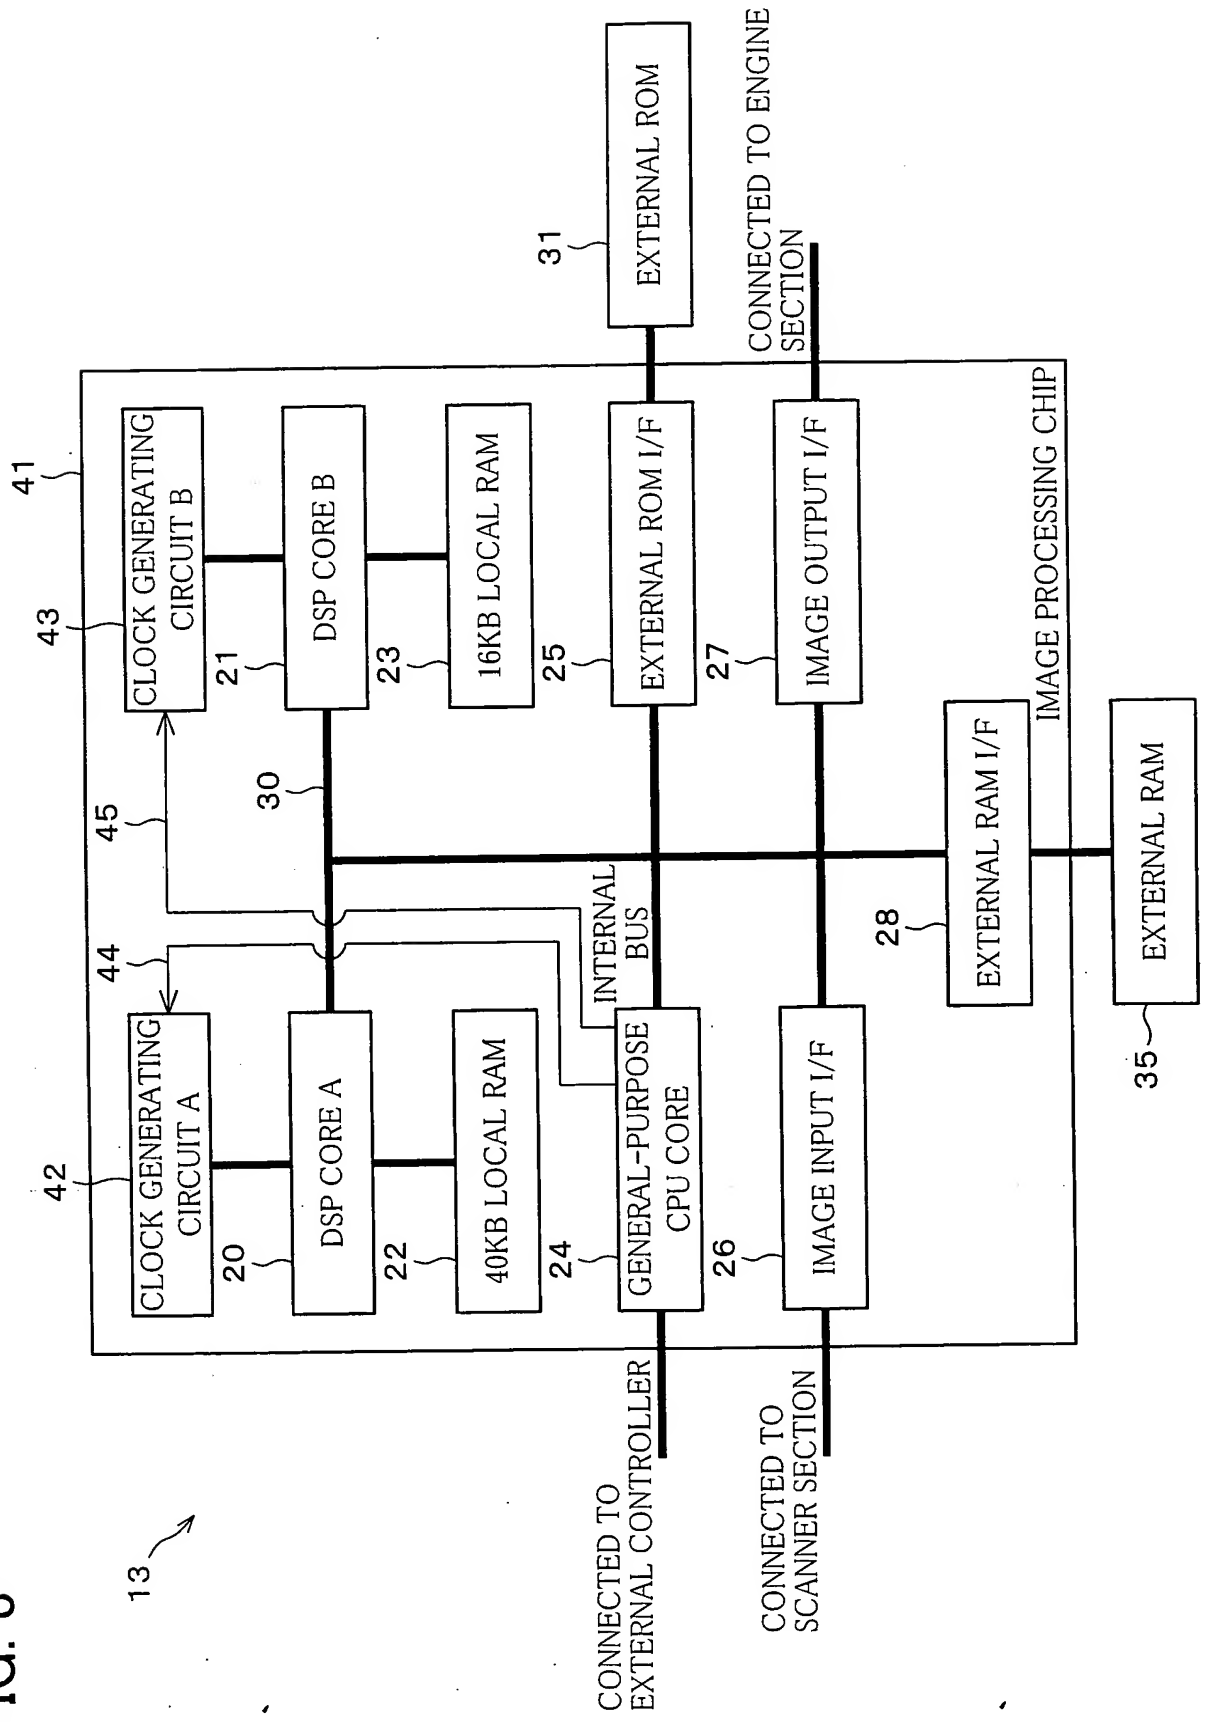 13
42
44
45
43
41
CLOCK GENERATING
CIRCUIT A
CLOCK GENERATING
CIRCUIT B
20
30
21
DSP CORE A
DSP CORE B
22
23
40KB LOCAL RAM
16KB LOCAL RAM
24
INTERNAL
BUS
25
31
CONNECTED TO
EXTERNAL CONTROLLER
GENERAL-PURPOSE
CPU CORE
EXTERNAL ROM I/F
EXTERNAL ROM
26
27
CONNECTED TO
SCANNER SECTION
IMAGE INPUT I/F
IMAGE OUTPUT I/F
CONNECTED TO ENGINE
SECTION
28
EXTERNAL RAM I/F
IMAGE PROCESSING CHIP
35
EXTERNAL RAM